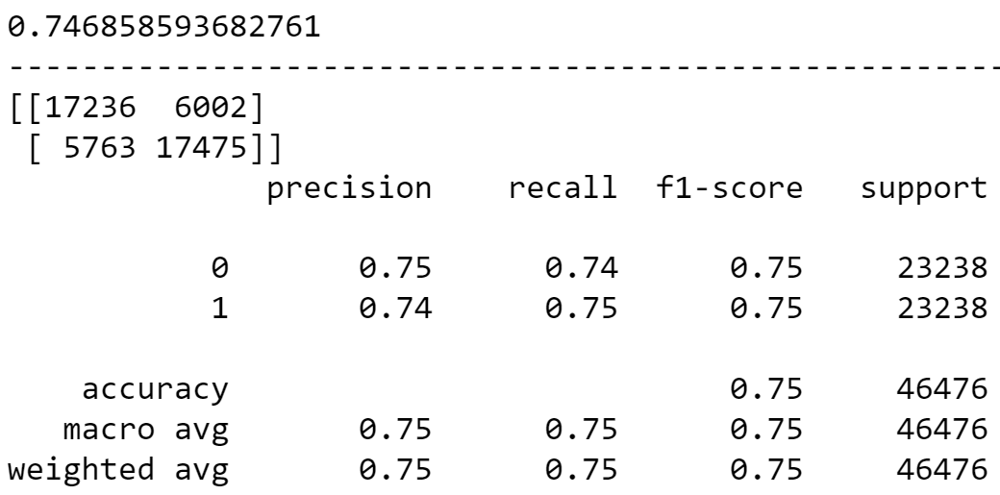 0.746858593682761
------------------------------------------------------
[[17236  6002]
 [ 5763 17475]]
              precision    recall  f1-score   support

           0       0.75      0.74      0.75     23238
           1       0.74      0.75      0.75     23238

    accuracy                           0.75     46476
   macro avg       0.75      0.75      0.75     46476
weighted avg       0.75      0.75      0.75     46476